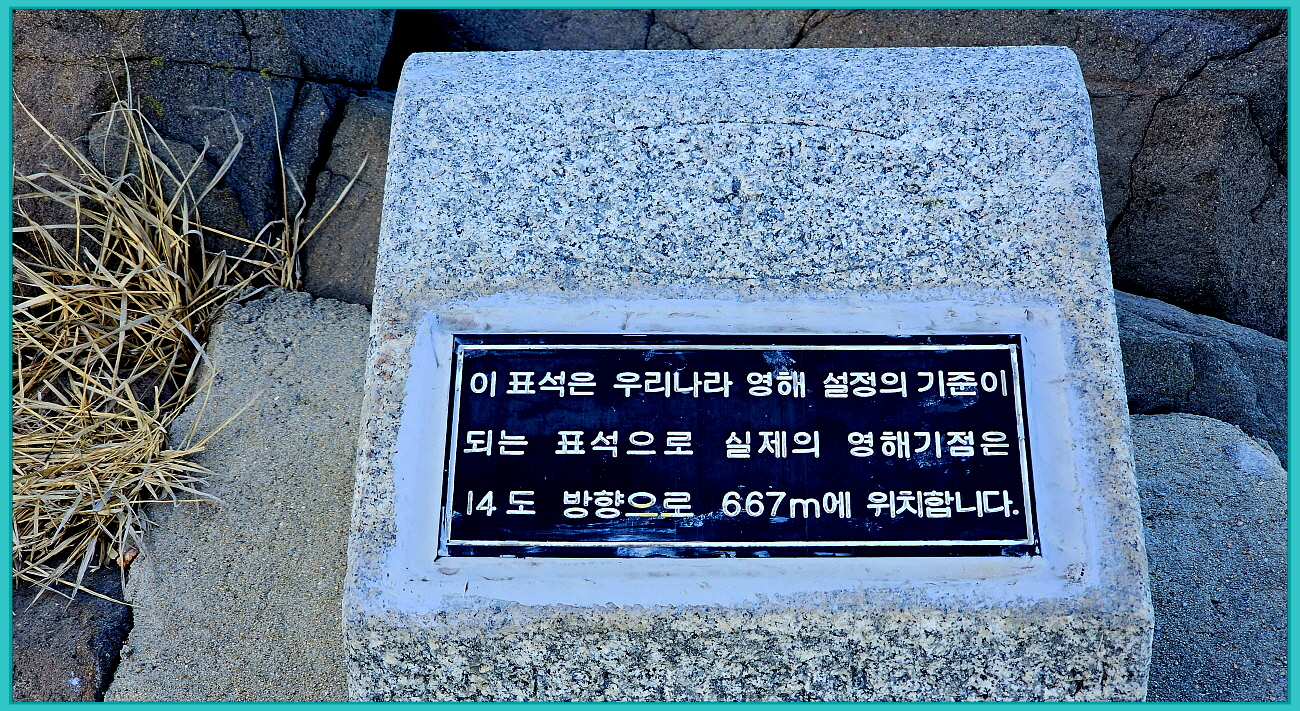 이 표석은 우리나라 영해 설정의 기준이
되는 표석으로 실제의 영해기점은
14도 방향으로 667m에 위치합니다.